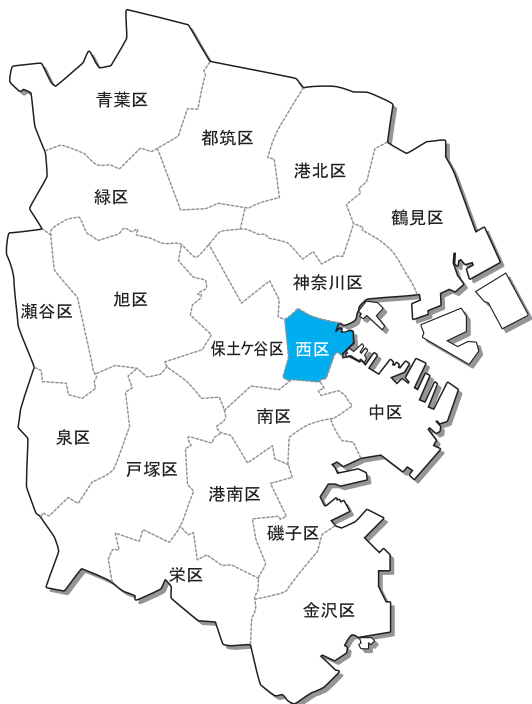 青葉区
都筑区
港北区
緑区
鶴見区
神奈川区
瀬谷区
旭区
保土ケ谷区
西区
中区
南区
泉区
戸塚区
港南区
磯子区
栄区
金沢区